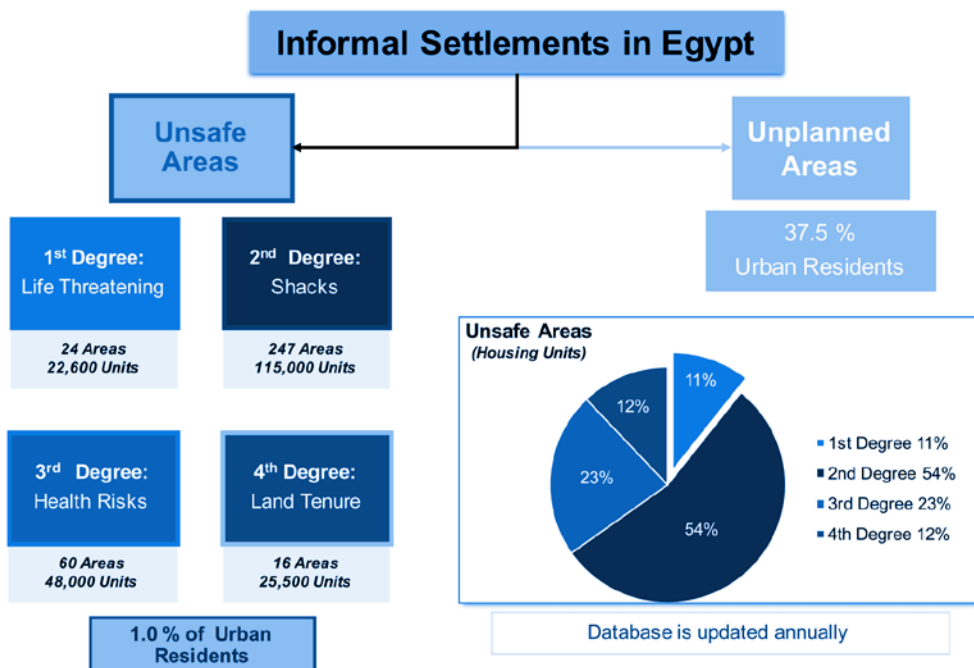 Informal Settlements in Egypt
Unsafe
Areas
Unplanned
Areas
37.5 %
Urban Residents
1st Degree:
Life Threatening
24 Areas
22,600 Units
2nd Degree:
Shacks
247 Areas
115,000 Units
3rd Degree:
Health Risks
60 Areas
48,000 Units
4th Degree:
Land Tenure
16 Areas
25,500 Units
1.0 % of Urban
Residents
Unsafe Areas
(Housing Units)
11%
12%
23%
54%
1st Degree 11%
2nd Degree 54%
3rd Degree 23%
4th Degree 12%
Database is updated annually